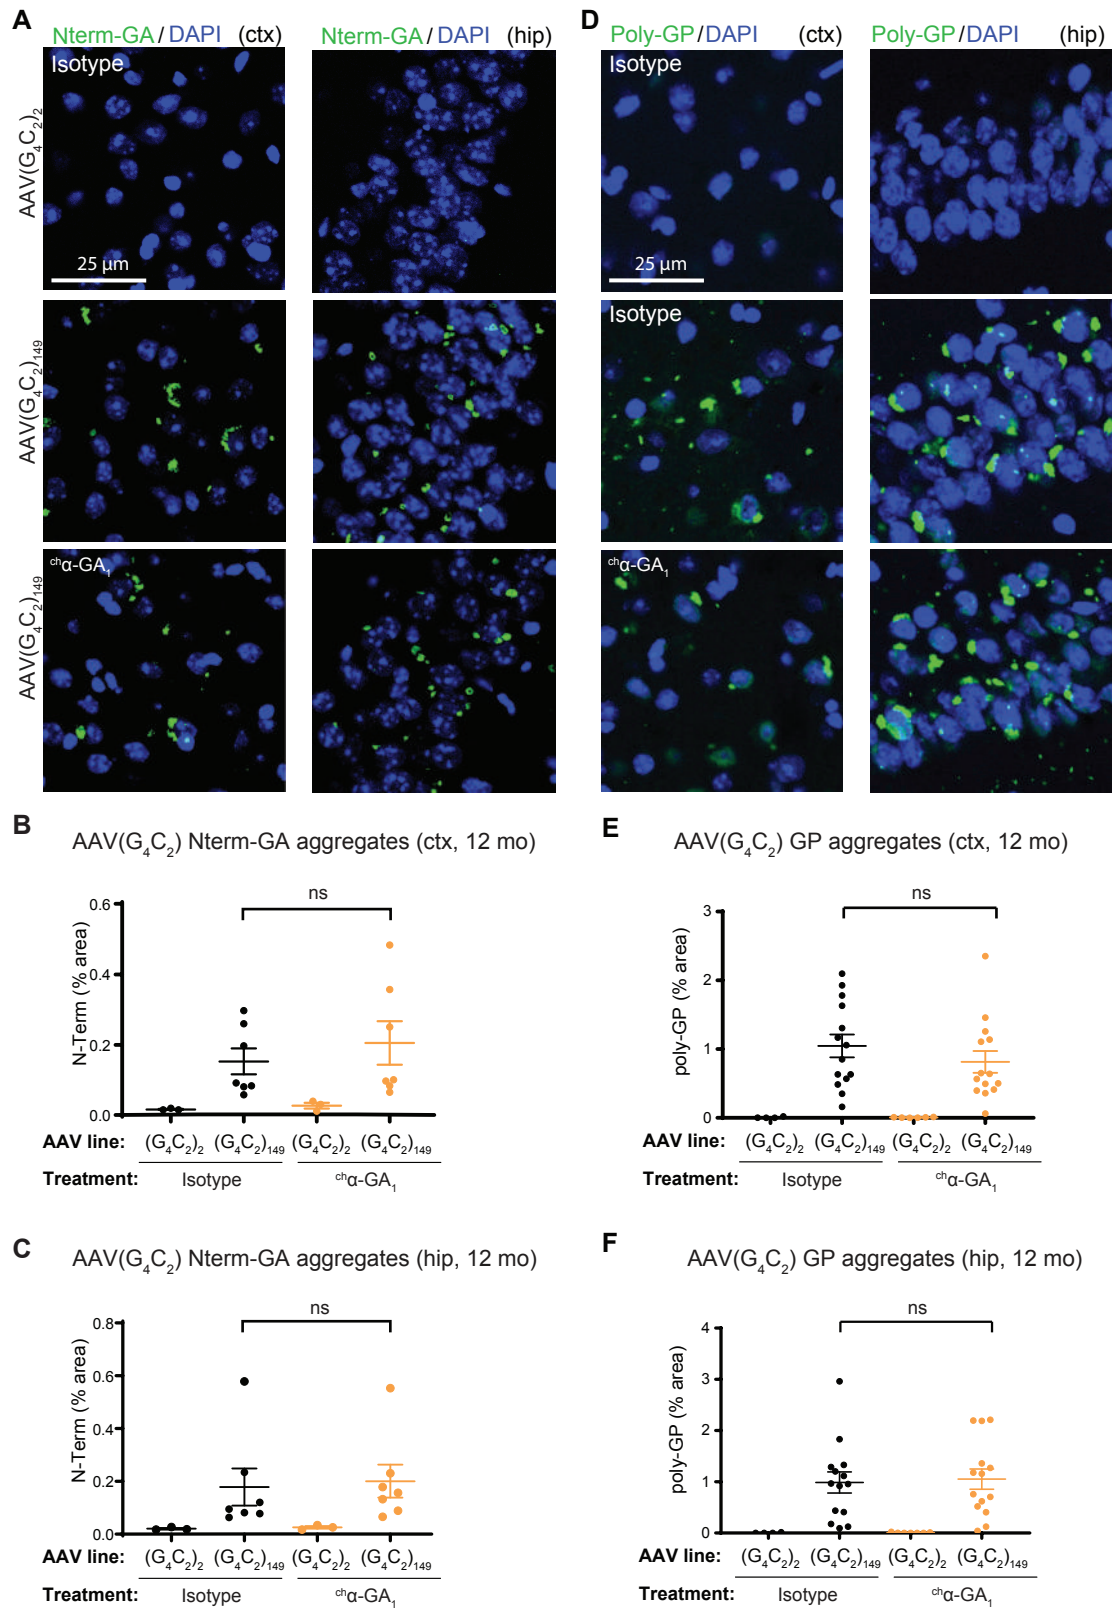 A
Nterm-GA/DAPI (ctx)
Nterm-GA/DAPI (hip)
AAV(G₄C₂)₂
Isotype
25 µm
AAV(G₄C₂)₁₄₉
AAV(G₄C₂)₁₄₉
ᶜʰα-GA₁
D
Poly-GP/DAPI (ctx)
Poly-GP/DAPI (hip)
Isotype
25 µm
Isotype
ᶜʰα-GA₁
B
AAV(G₄C₂) Nterm-GA aggregates (ctx, 12 mo)
ns
N-Term (% area)
0.6
0.4
0.2
0.0
AAV line: (G₄C₂)₂ (G₄C₂)₁₄₉ (G₄C₂)₂ (G₄C₂)₁₄₉
Treatment: Isotype ᶜʰα-GA₁
E
AAV(G₄C₂) GP aggregates (ctx, 12 mo)
ns
poly-GP (% area)
3
2
1
0
AAV line: (G₄C₂)₂ (G₄C₂)₁₄₉ (G₄C₂)₂ (G₄C₂)₁₄₉
Treatment: Isotype ᶜʰα-GA₁
C
AAV(G₄C₂) Nterm-GA aggregates (hip, 12 mo)
ns
N-Term (% area)
0.8
0.6
0.4
0.2
0.0
AAV line: (G₄C₂)₂ (G₄C₂)₁₄₉ (G₄C₂)₂ (G₄C₂)₁₄₉
Treatment: Isotype ᶜʰα-GA₁
F
AAV(G₄C₂) GP aggregates (hip, 12 mo)
ns
poly-GP (% area)
4
3
2
1
0
AAV line: (G₄C₂)₂ (G₄C₂)₁₄₉ (G₄C₂)₂ (G₄C₂)₁₄₉
Treatment: Isotype ᶜʰα-GA₁